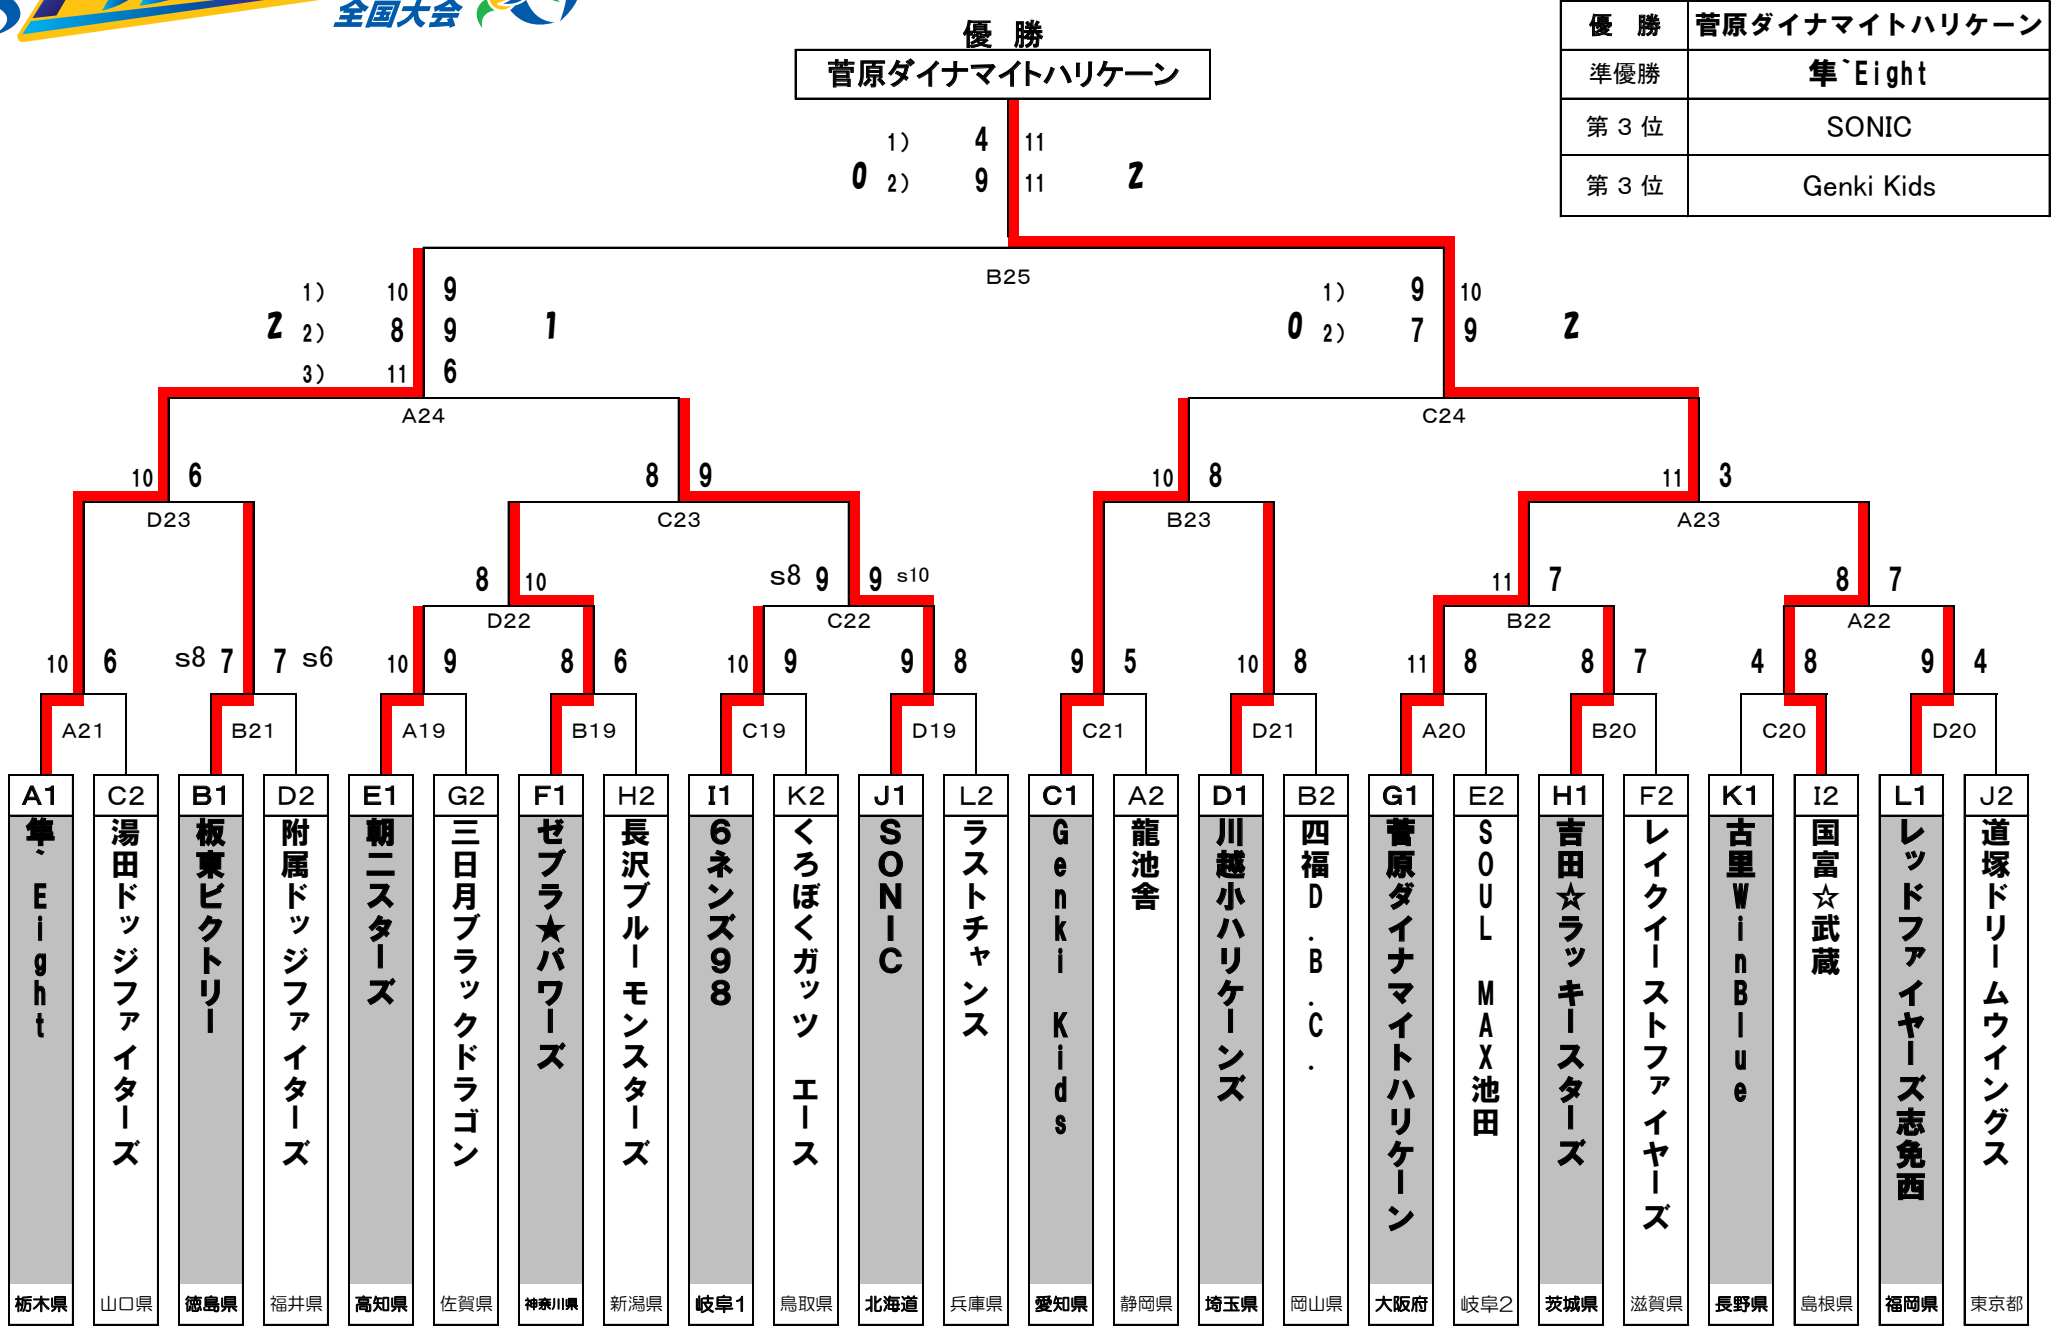 全国大会
優 勝
菅原ダイナマイトハリケーン
優 勝 菅原ダイナマイトハリケーン
準優勝 隼`Eight
第 3 位 SONIC
第 3 位 Genki Kids
1) 4 11
0 2) 9 11 2
B25
1) 10 9
2 2) 8 9 1
3) 11 6
1) 9 10
0 2) 7 9 2
A24 C24
10 6 8 9 10 8 11 3
D23 C23 B23 A23
8 10 s8 9 9 s10 11 7 8 7
D22 C22 B22 A22
10 6 s8 7 7 s6 10 9 8 6 10 9 9 8 9 5 10 8 11 8 8 7 4 8 9 4
A21 B21 A19 B19 C19 D19 C21 D21 A20 B20 C20 D20
A1 C2 B1 D2 E1 G2 F1 H2 I1 K2 J1 L2 C1 A2 D1 B2 G1 E2 H1 F2 K1 I2 L1 J2
隼`Eight
湯田ドッジファイターズ
板東ビクトリー
附属ドッジファイターズ
朝二スターズ
三日月ブラックドラゴン
ゼブラ★パワーズ
長沢ブルーモンスターズ
6ネンズ98
くろぼくガッツ エース
SONIC
ラストチャンス
Genki Kids
龍池舎
川越小ハリケーンズ
四福D.B.C.
菅原ダイナマイトハリケーン
SOUL MAX池田
吉田☆ラッキースターズ
レイクイーストファイヤーズ
古里WinBlue
国富☆武蔵
レッドファイヤーズ志免西
道塚ドリームウイングス
栃木県 山口県 徳島県 福井県 高知県 佐賀県 神奈川県 新潟県 岐阜1 鳥取県 北海道 兵庫県 愛知県 静岡県 埼玉県 岡山県 大阪府 岐阜2 茨城県 滋賀県 長野県 島根県 福岡県 東京都